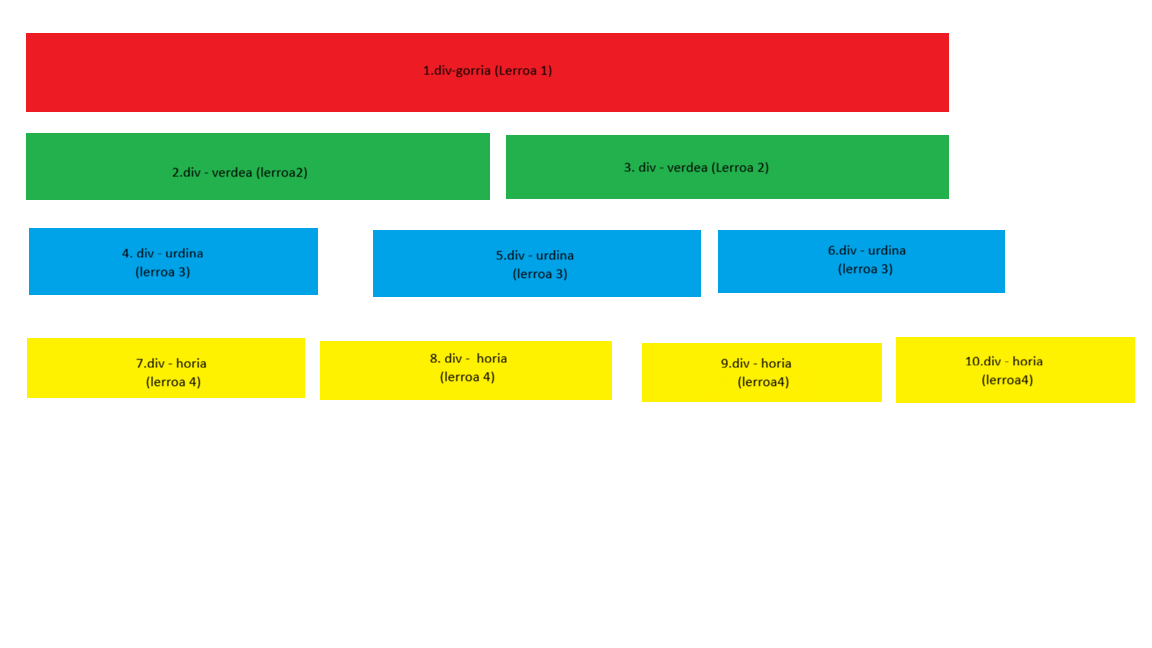 1.div-gorria (Lerroa 1)
2.div - verdea (lerroa2)
3. div - verdea (Lerroa 2)
4. div - urdina
(lerroa 3)
5.div - urdina
(lerroa 3)
6.div - urdina
(lerroa 3)
7.div - horia
(lerroa 4)
8. div -  horia
(lerroa 4)
9.div - horia
(lerroa4)
10.div - horia
(lerroa4)